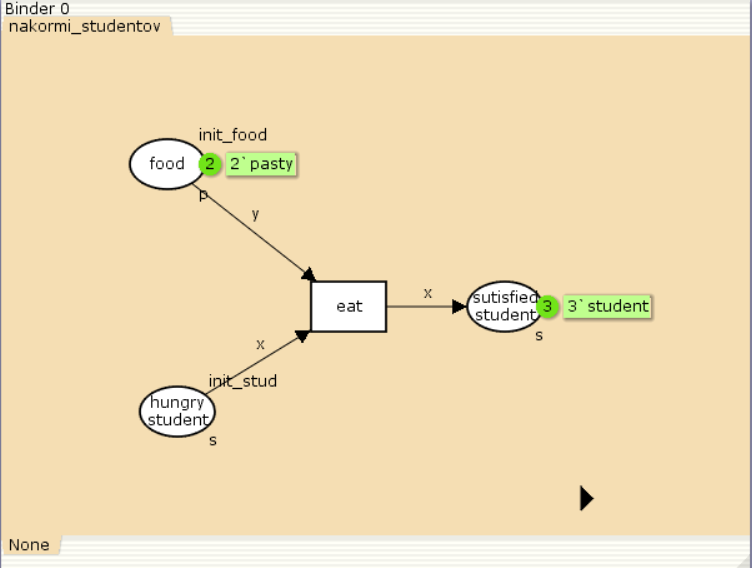 Binder 0
nakormi_studentov
init_food
food
2
2`pasty
p
y
eat
x
sutisfied
student
3
3`student
s
x
init_stud
hungry
student
s
None